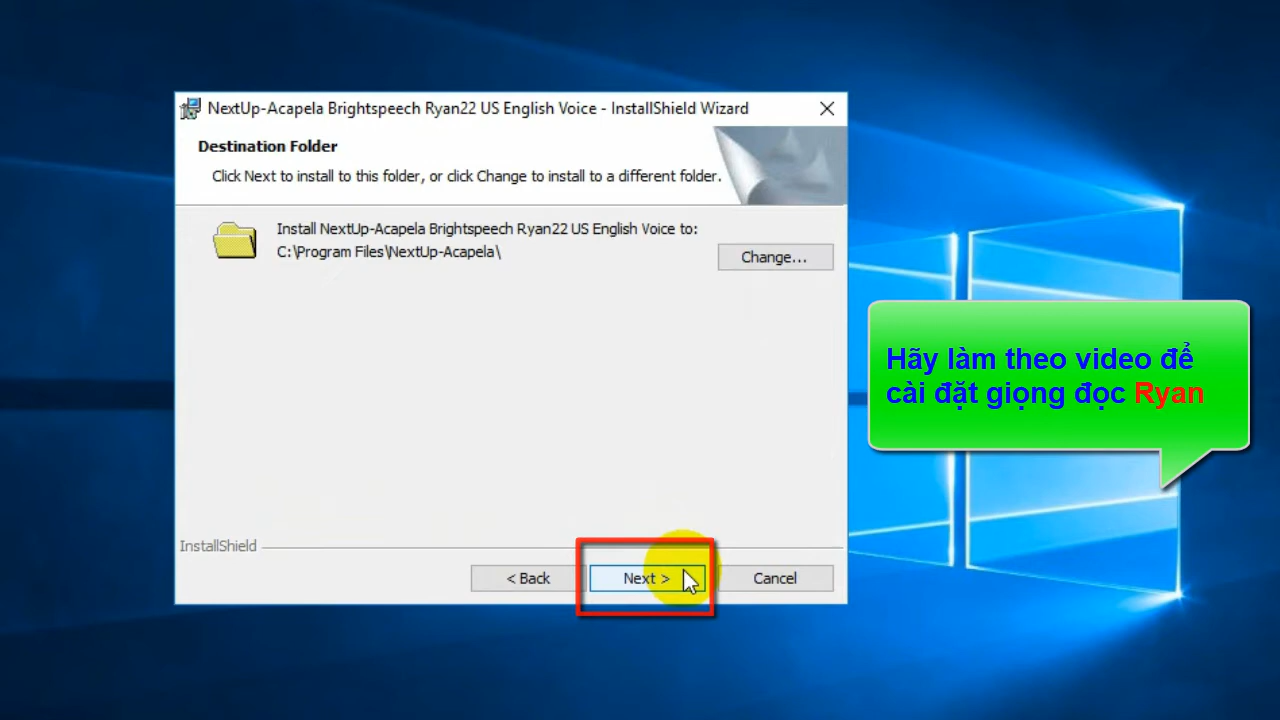 NextUp-Acapela Brightspeech Ryan22 US English Voice - InstallShield Wizard
Destination Folder
Click Next to install to this folder, or click Change to install to a different folder.
Install NextUp-Acapela Brightspeech Ryan22 US English Voice to:
C:\Program Files\NextUp-Acapela\
Change...
Hãy làm theo video để
cài đặt giọng đọc Ryan
InstallShield
< Back
Next >
Cancel